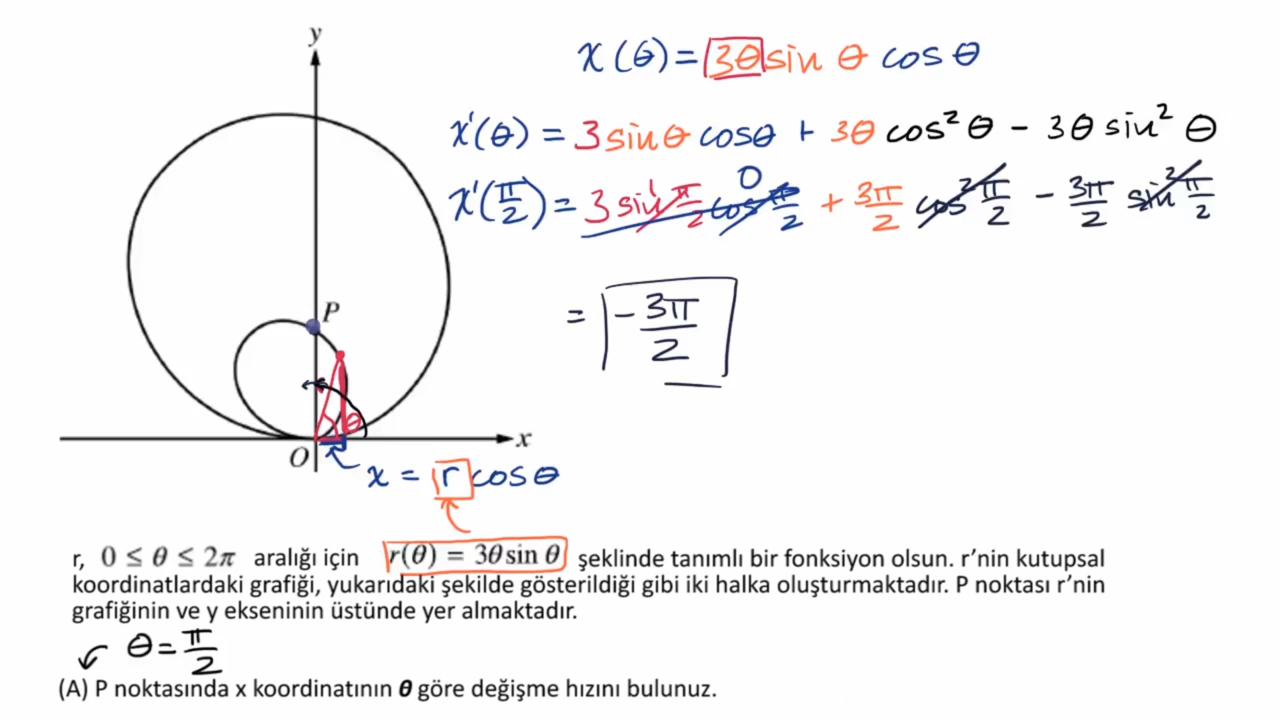 y
x(θ) = 3θ sin θ cos θ
x'(θ) = 3 sin θ cos θ + 3θ cos² θ − 3θ sin² θ
1 0
x'(π/2) = 3 sin π/2 cos π/2 + 3π/2 cos² π/2 − 3π/2 sin² π/2
P
= −3π/2
θ
x
O
x = r cos θ
r, 0 ≤ θ ≤ 2π aralığı için r(θ) = 3θ sin θ şeklinde tanımlı bir fonksiyon olsun. r'nin kutupsal
koordinatlardaki grafiği, yukarıdaki şekilde gösterildiği gibi iki halka oluşturmaktadır. P noktası r'nin
grafiğinin ve y ekseninin üstünde yer almaktadır.
θ = π/2
(A) P noktasında x koordinatının θ göre değişme hızını bulunuz.